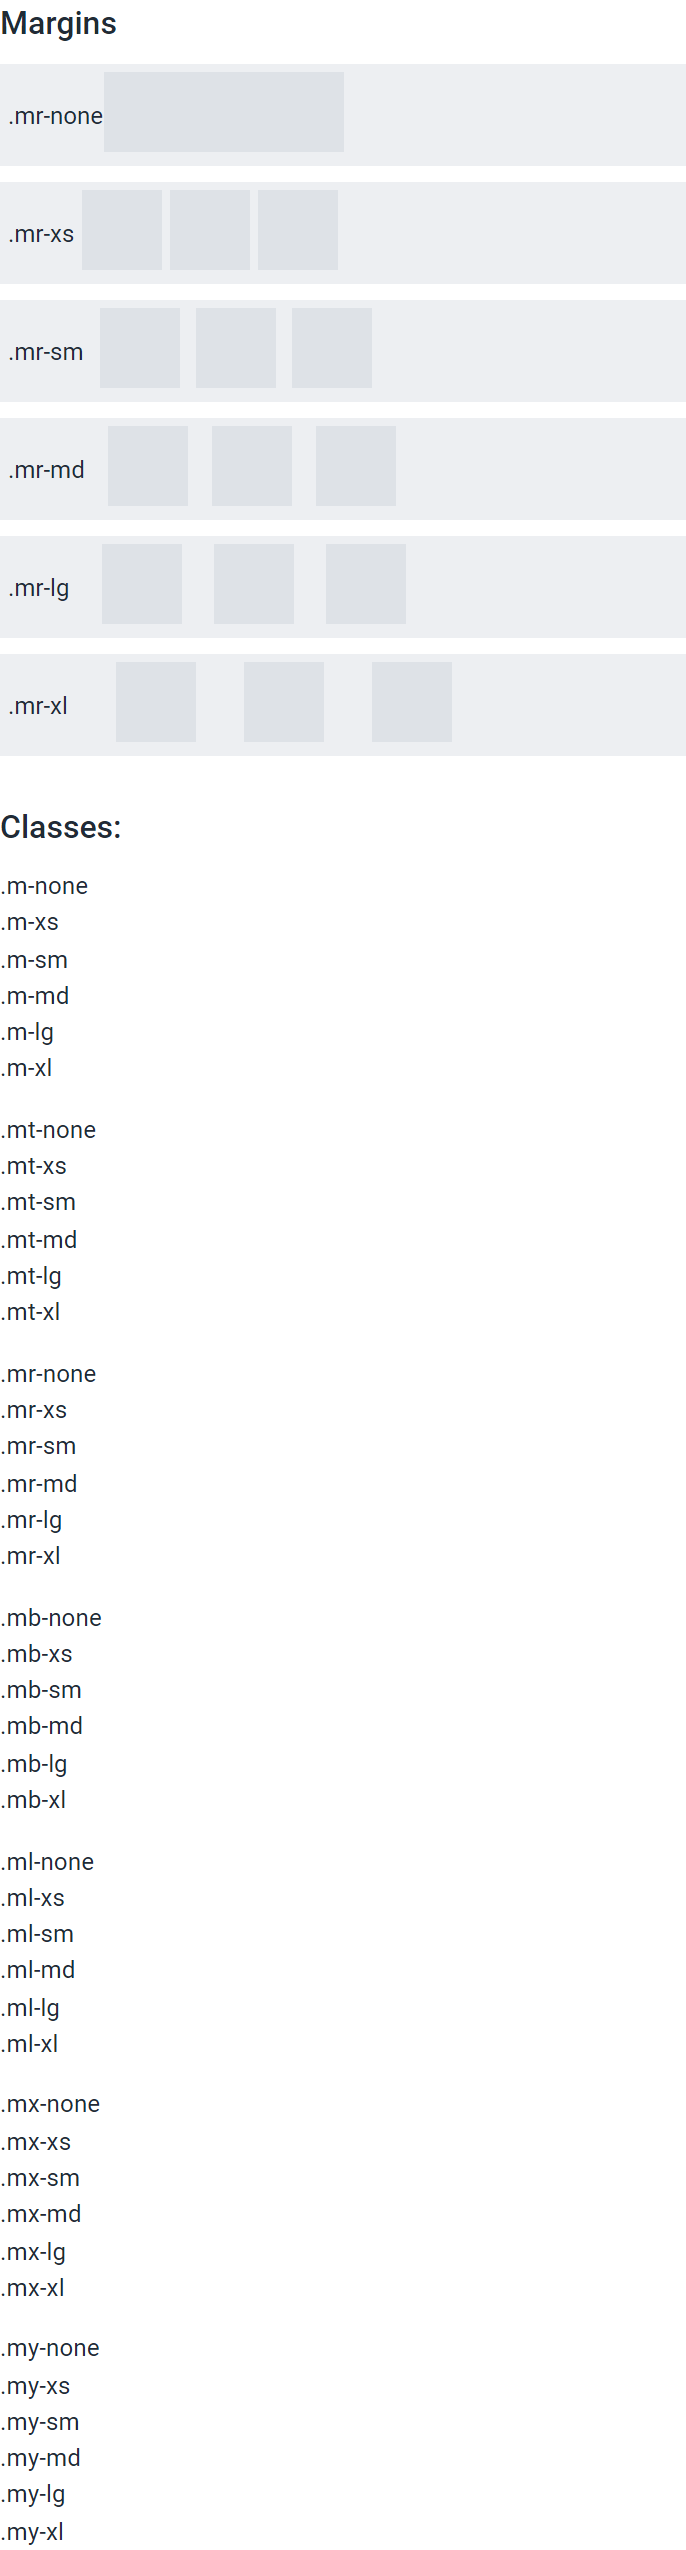 Margins
.mr-none
.mr-xs
.mr-sm
.mr-md
.mr-lg
.mr-xl
Classes:
.m-none
.m-xs
.m-sm
.m-md
.m-lg
.m-xl
.mt-none
.mt-xs
.mt-sm
.mt-md
.mt-lg
.mt-xl
.mr-none
.mr-xs
.mr-sm
.mr-md
.mr-lg
.mr-xl
.mb-none
.mb-xs
.mb-sm
.mb-md
.mb-lg
.mb-xl
.ml-none
.ml-xs
.ml-sm
.ml-md
.ml-lg
.ml-xl
.mx-none
.mx-xs
.mx-sm
.mx-md
.mx-lg
.mx-xl
.my-none
.my-xs
.my-sm
.my-md
.my-lg
.my-xl